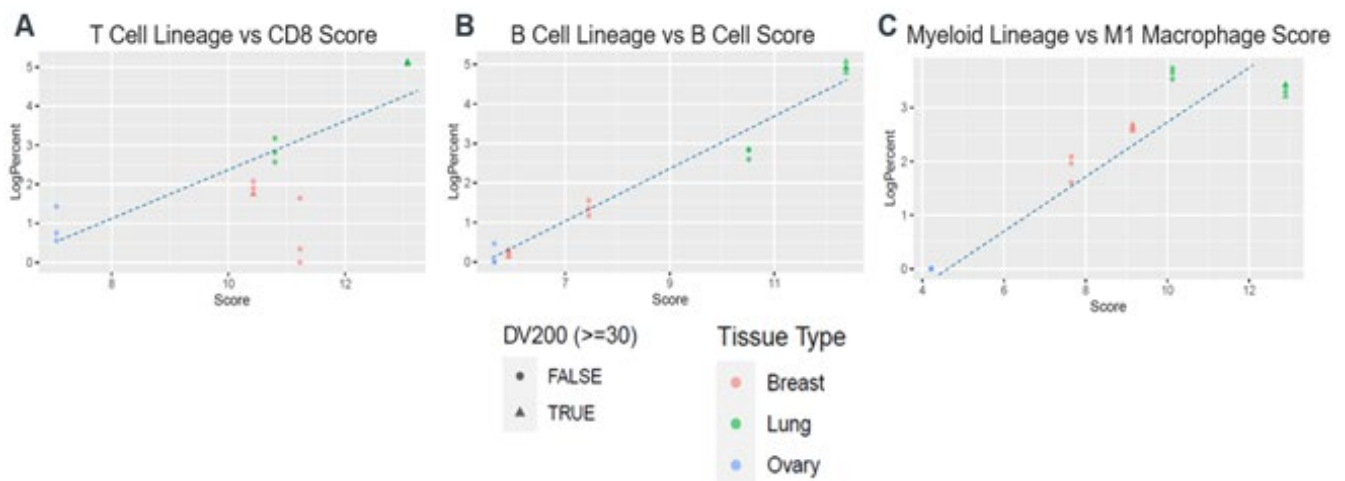 A
T Cell Lineage vs CD8 Score
LogPercent
5
4
3
2
1
0
8
10
12
Score
B
B Cell Lineage vs B Cell Score
LogPercent
5
4
3
2
1
0
7
9
11
Score
C
Myeloid Lineage vs M1 Macrophage Score
LogPercent
3
2
1
0
4
6
8
10
12
Score
DV200 (>=30)
FALSE
TRUE
Tissue Type
Breast
Lung
Ovary